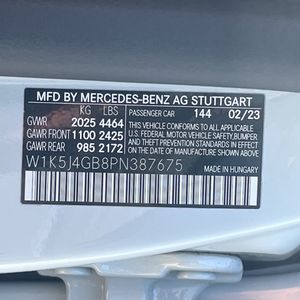 MFD BY MERCEDES-BENZ AG STUTTGART
KG LBS
GVWR 2025 4464
GAWR FRONT 1100 2425
GAWR REAR 985 2172
PASSENGER CAR 144 02/23
THIS VEHICLE CONFORMS TO ALL APPLICABLE
U.S. FEDERAL MOTOR VEHICLE SAFETY,BUMPER
AND THEFT PREVENTION STANDARDS IN EFFECT
ON THE DATE OF MANUFACTURE SHOWN ABOVE.
W1K5J4GB8PN387675
MADE IN HUNGARY